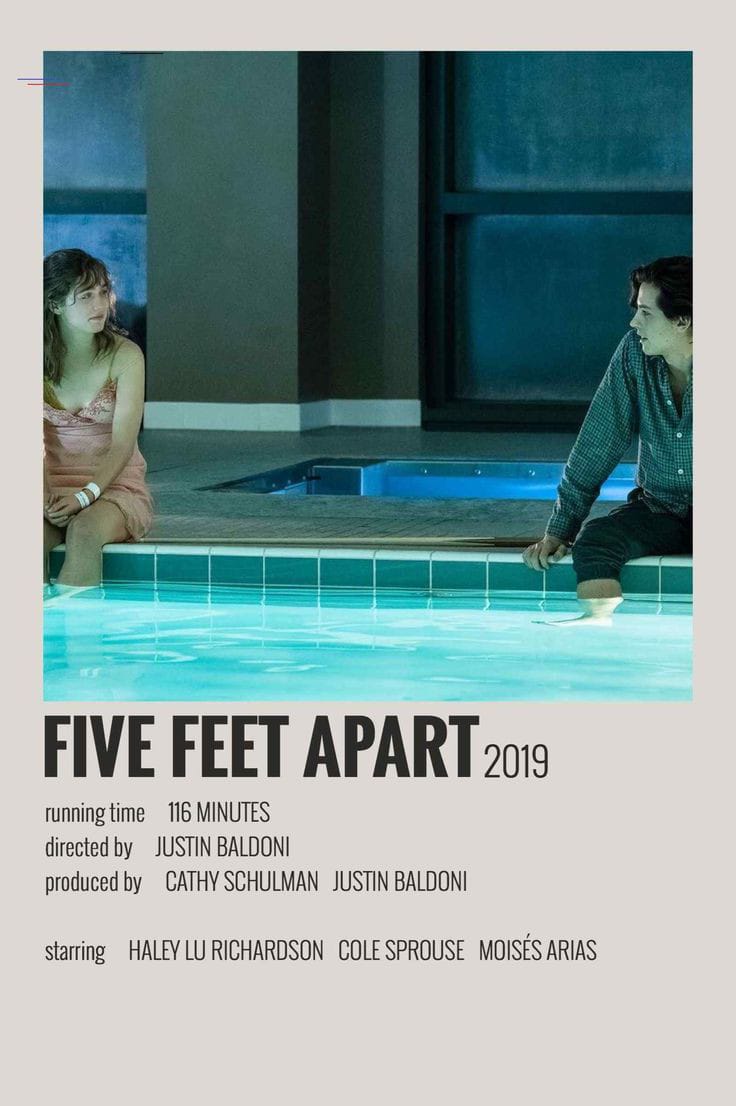 FIVE FEET APART 2019
running time 116 MINUTES
directed by JUSTIN BALDONI
produced by CATHY SCHULMAN JUSTIN BALDONI
starring HALEY LU RICHARDSON COLE SPROUSE MOISÉS ARIAS